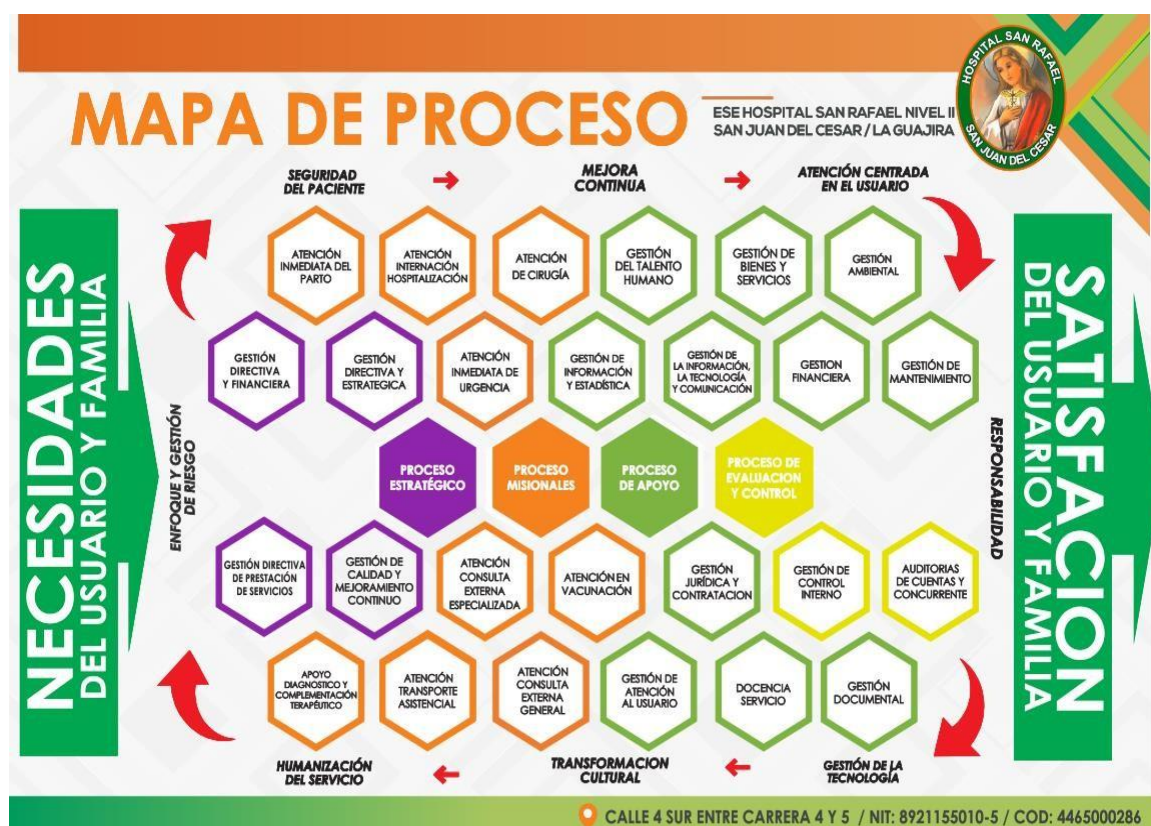 HOSPITAL SAN RAFAEL
SAN JUAN DEL CESAR
MAPA DE PROCESO
ESE HOSPITAL SAN RAFAEL NIVEL II
SAN JUAN DEL CESAR / LA GUAJIRA
SEGURIDAD
DEL PACIENTE
MEJORA
CONTINUA
ATENCIÓN CENTRADA
EN EL USUARIO
NECESIDADES
DEL USUARIO Y FAMILIA
ENFOQUE Y GESTIÓN
DE RIESGO
ATENCIÓN
INMEDIATA DEL
PARTO
ATENCIÓN
INTERNACIÓN
HOSPITALIZACIÓN
ATENCIÓN
DE CIRUGÍA
GESTIÓN
DEL TALENTO
HUMANO
GESTIÓN DE
BIENES Y
SERVICIOS
GESTIÓN
AMBIENTAL
GESTIÓN
DIRECTIVA
Y FINANCIERA
GESTIÓN
DIRECTIVA Y
ESTRATEGICA
ATENCIÓN
INMEDIATA DE
URGENCIA
GESTIÓN DE
INFORMACIÓN
Y ESTADÍSTICA
GESTIÓN DE
LA INFORMACIÓN,
LA TECNOLOGÍA
Y COMUNICACIÓN
GESTION
FINANCIERA
GESTIÓN DE
MANTENIMIENTO
PROCESO
ESTRATÉGICO
PROCESO
MISIONALES
PROCESO
DE APOYO
PROCESO DE
EVALUACION
Y CONTROL
GESTIÓN DIRECTIVA
DE PRESTACIÓN
DE SERVICIOS
GESTIÓN DE
CALIDAD Y
MEJORAMIENTO
CONTINUO
ATENCIÓN
CONSULTA
EXTERNA
ESPECIALIZADA
ATENCIÓN EN
VACUNACIÓN
GESTIÓN
JURÍDICA Y
CONTRATACION
GESTIÓN DE
CONTROL
INTERNO
AUDITORIAS
DE CUENTAS Y
CONCURRENTE
APOYO
DIAGNOSTICO Y
COMPLEMENTACIÓN
TERAPÉUTICO
ATENCIÓN
TRANSPORTE
ASISTENCIAL
ATENCIÓN
CONSULTA
EXTERNA
GENERAL
GESTIÓN DE
ATENCIÓN
AL USUARIO
DOCENCIA
SERVICIO
GESTIÓN
DOCUMENTAL
RESPONSABILIDAD
SATISFACION
DEL USUARIO Y FAMILIA
HUMANIZACIÓN
DEL SERVICIO
TRANSFORMACION
CULTURAL
GESTIÓN DE LA
TECNOLOGÍA
CALLE 4 SUR ENTRE CARRERA 4 Y 5 / NIT: 8921155010-5 / COD: 4465000286